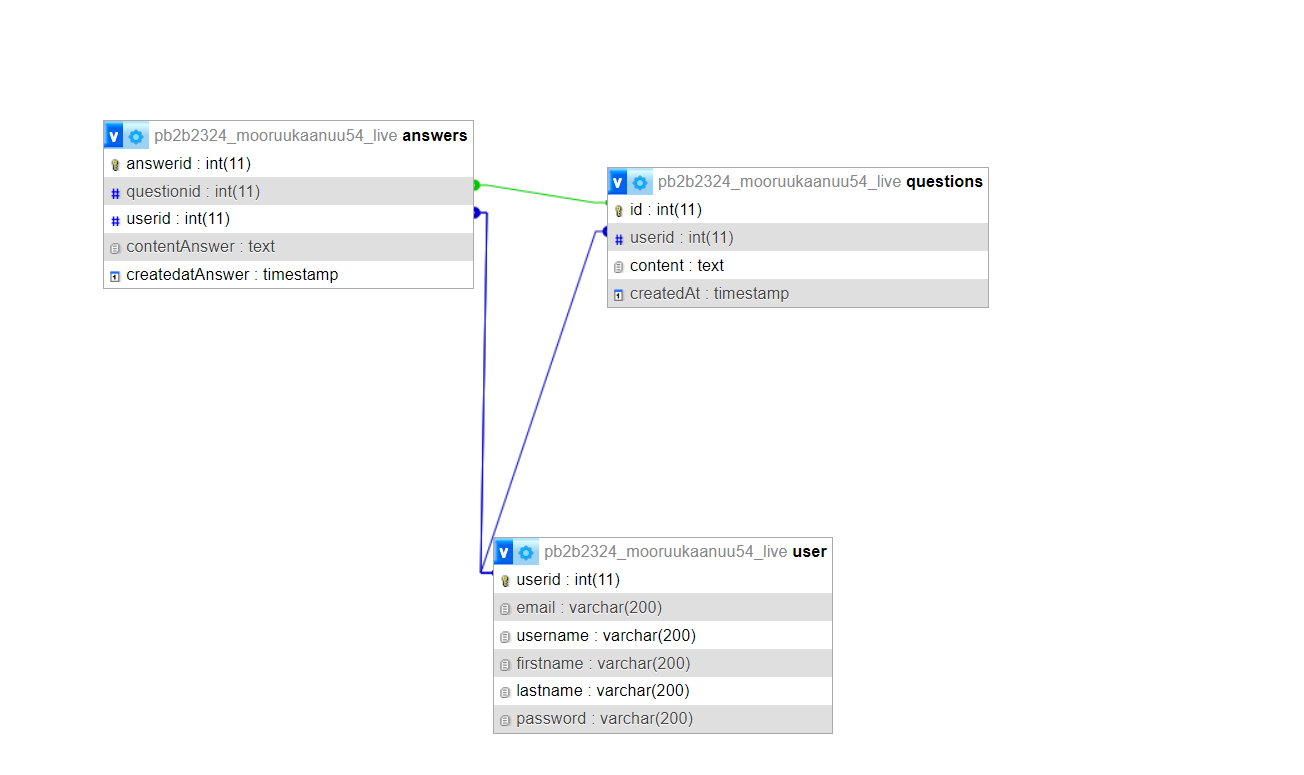 v pb2b2324_mooruukaanuu54_live answers
answerid : int(11)
# questionid : int(11)
# userid : int(11)
contentAnswer : text
createdatAnswer : timestamp
v pb2b2324_mooruukaanuu54_live questions
id : int(11)
# userid : int(11)
content : text
createdAt : timestamp
v pb2b2324_mooruukaanuu54_live user
userid : int(11)
email : varchar(200)
username : varchar(200)
firstname : varchar(200)
lastname : varchar(200)
password : varchar(200)